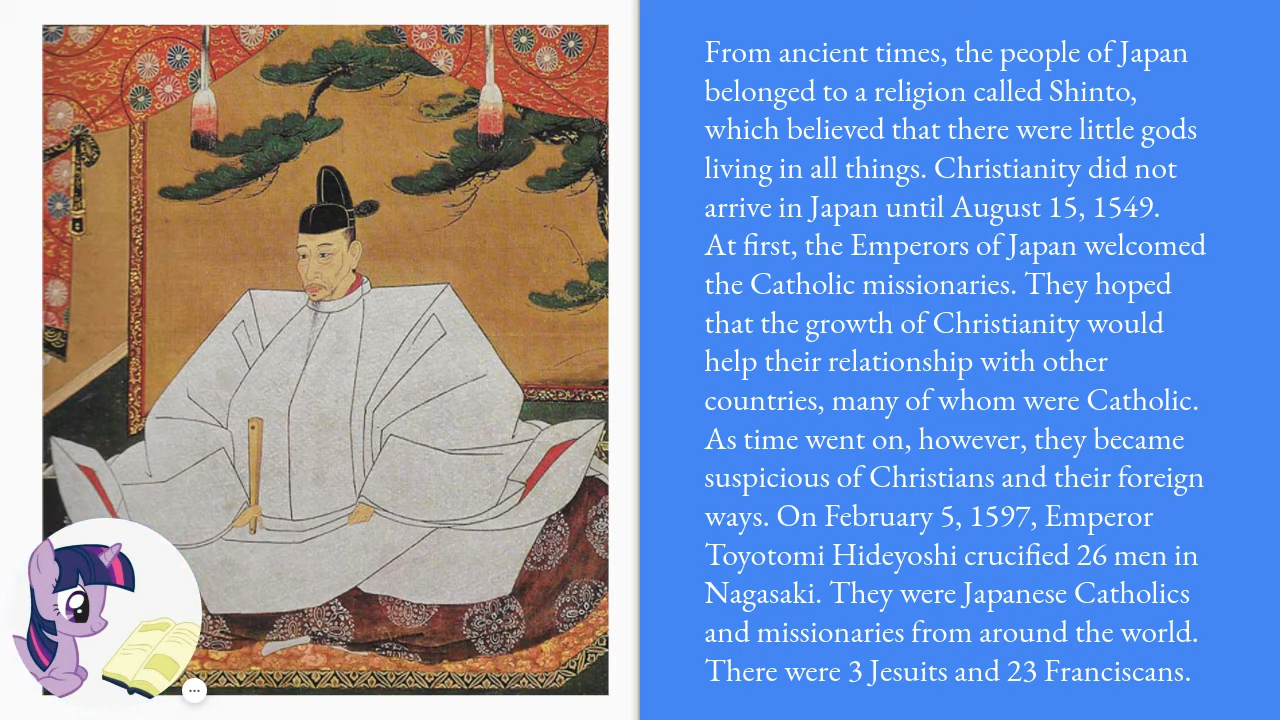 From ancient times, the people of Japan
belonged to a religion called Shinto,
which believed that there were little gods
living in all things. Christianity did not
arrive in Japan until August 15, 1549.
At first, the Emperors of Japan welcomed
the Catholic missionaries. They hoped
that the growth of Christianity would
help their relationship with other
countries, many of whom were Catholic.
As time went on, however, they became
suspicious of Christians and their foreign
ways. On February 5, 1597, Emperor
Toyotomi Hideyoshi crucified 26 men in
Nagasaki. They were Japanese Catholics
and missionaries from around the world.
There were 3 Jesuits and 23 Franciscans.